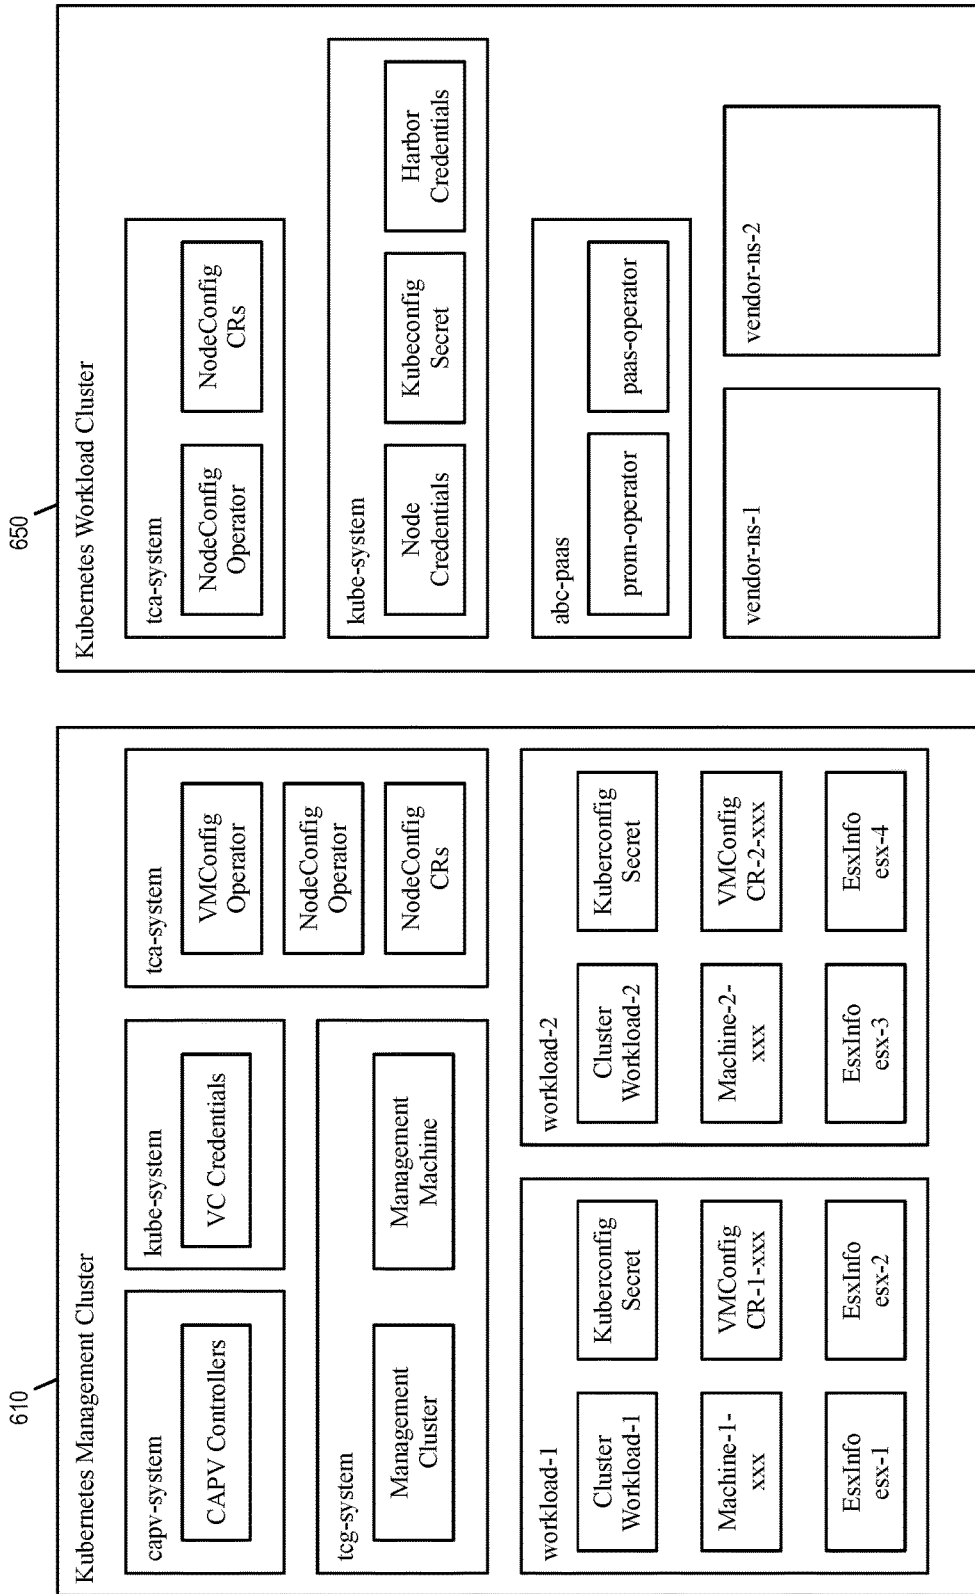 610
Kubernetes Management Cluster
capv-system
CAPV Controllers
kube-system
VC Credentials
tca-system
VMConfig
Operator
NodeConfig
Operator
NodeConfig
CRs
tcg-system
Management
Cluster
Management
Machine
workload-1
Cluster
Workload-1
Kuberconfig
Secret
Machine-1-
xxx
VMConfig
CR-1-xxx
EsxInfo
esx-1
EsxInfo
esx-2
workload-2
Cluster
Workload-2
Kuberconfig
Secret
Machine-2-
xxx
VMConfig
CR-2-xxx
EsxInfo
esx-3
EsxInfo
esx-4
650
Kubernetes Workload Cluster
tca-system
NodeConfig
Operator
NodeConfig
CRs
kube-system
Node
Credentials
Kubeconfig
Secret
Harbor
Credentials
abc-paas
prom-operator
paas-operator
vendor-ns-1
vendor-ns-2